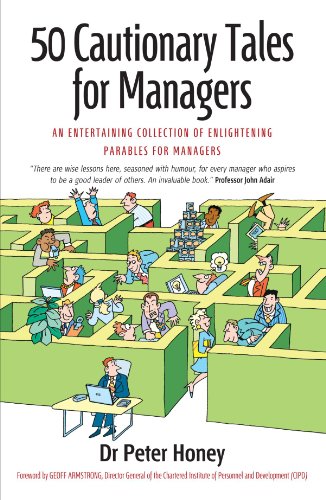 50 Cautionary Tales
for Managers
AN ENTERTAINING COLLECTION OF ENLIGHTENING
PARABLES FOR MANAGERS
"There are wise lessons here, seasoned with humour, for every manager who aspires
to be a good leader of others. An invaluable book." Professor John Adair
Dr Peter Honey
Foreword by GEOFF ARMSTRONG, Director General of the Chartered Institute of Personnel and Development (CIPD)